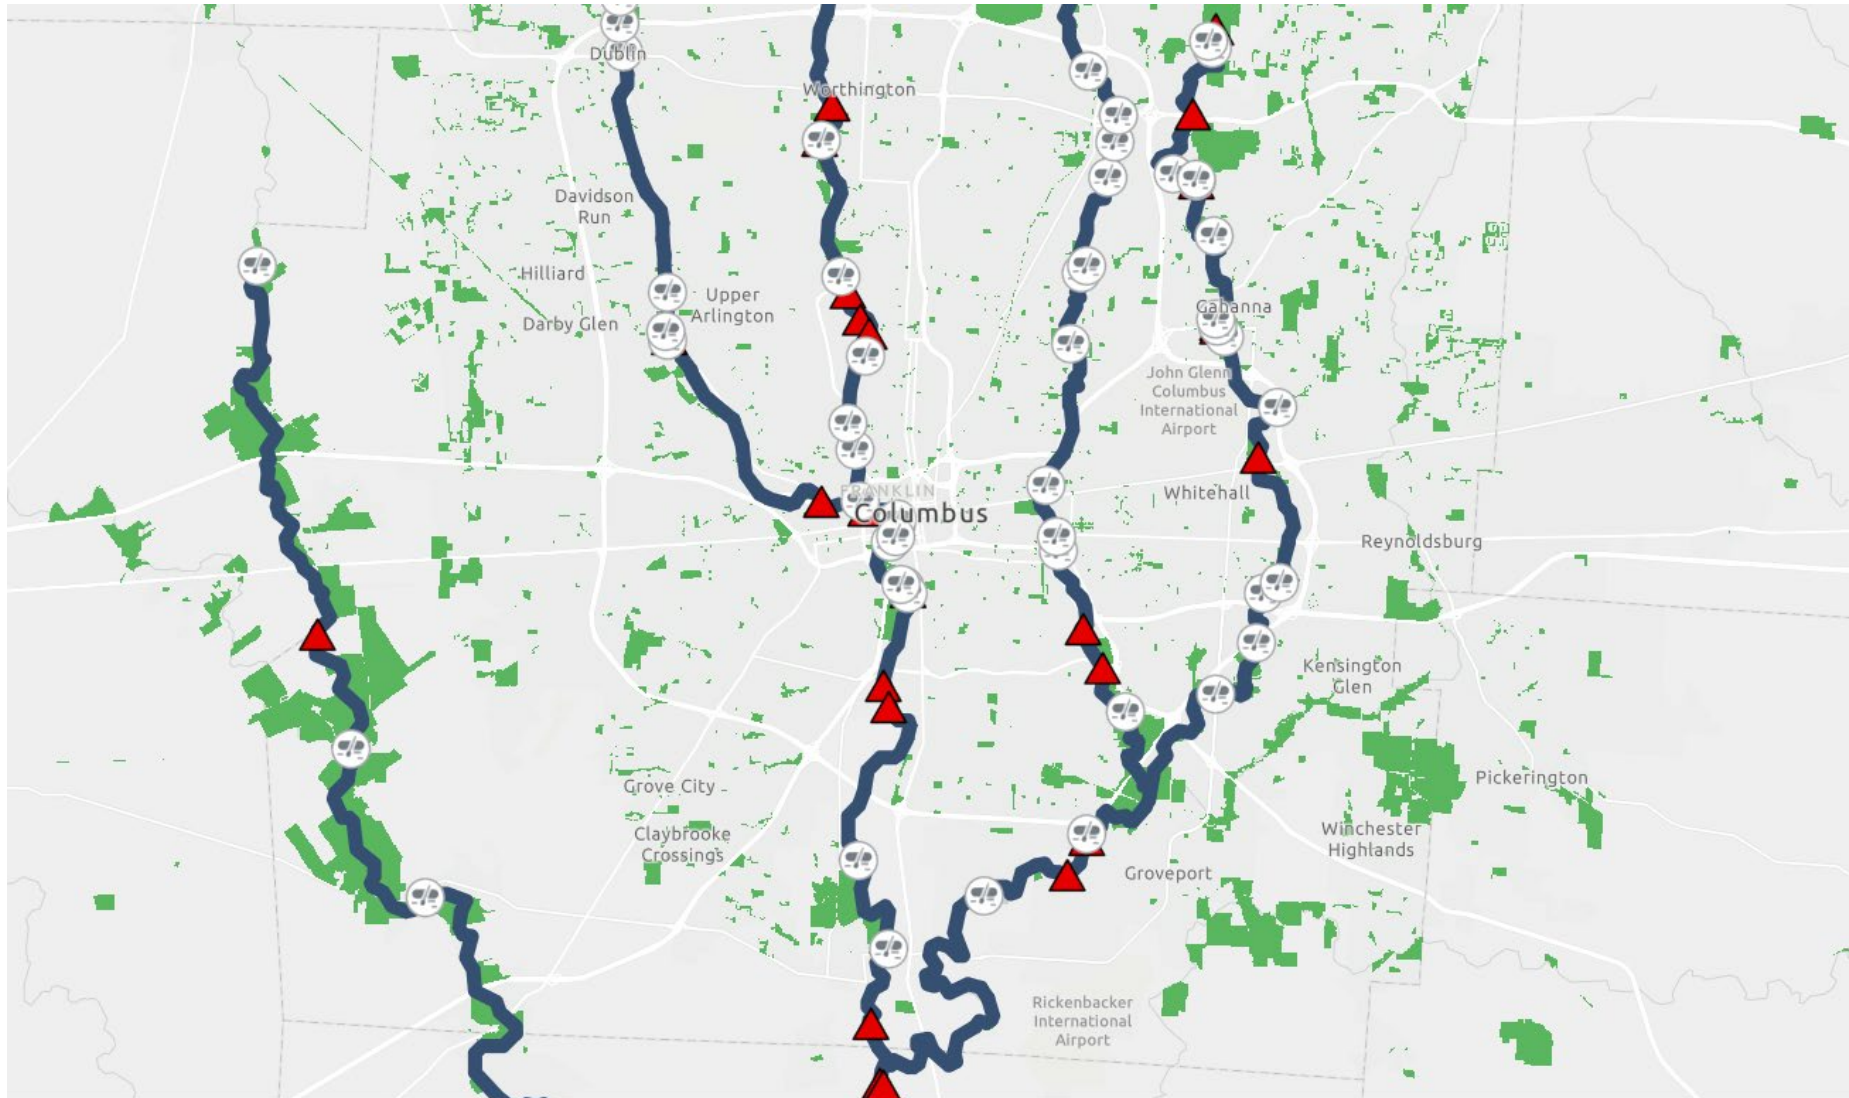 Dublin
Worthington
Davidson
Run
Hilliard
Upper
Arlington
Darby Glen
Gahanna
John Glenn
Columbus
International
Airport
FRANKLIN
Columbus
Whitehall
Reynoldsburg
Kensington
Glen
Grove City
Pickerington
Claybrooke
Crossings
Winchester
Highlands
Groveport
Rickenbacker
International
Airport